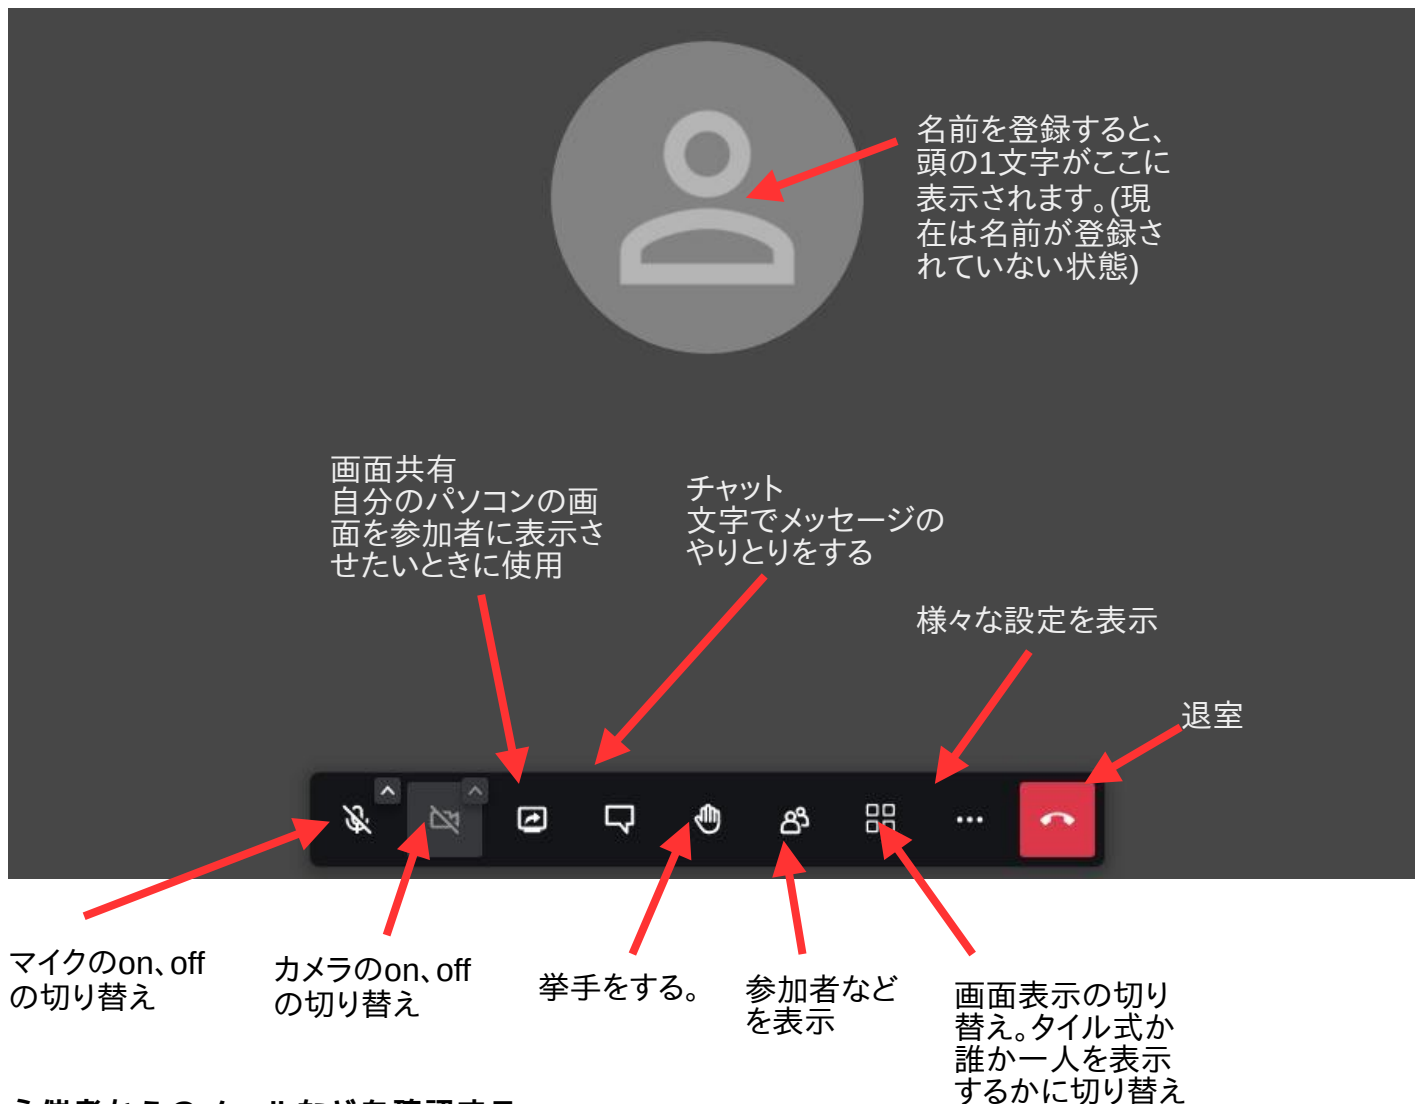 名前を登録すると、
頭の1文字がここに
表示されます。(現
在は名前が登録さ
れていない状態)
画面共有
自分のパソコンの画
面を参加者に表示さ
せたいときに使用
チャット
文字でメッセージの
やりとりをする
様々な設定を表示
退室
マイクのon、off
の切り替え
カメラのon、off
の切り替え
挙手をする。
参加者など
を表示
画面表示の切り
替え。タイル式か
誰か一人を表示
するかに切り替え